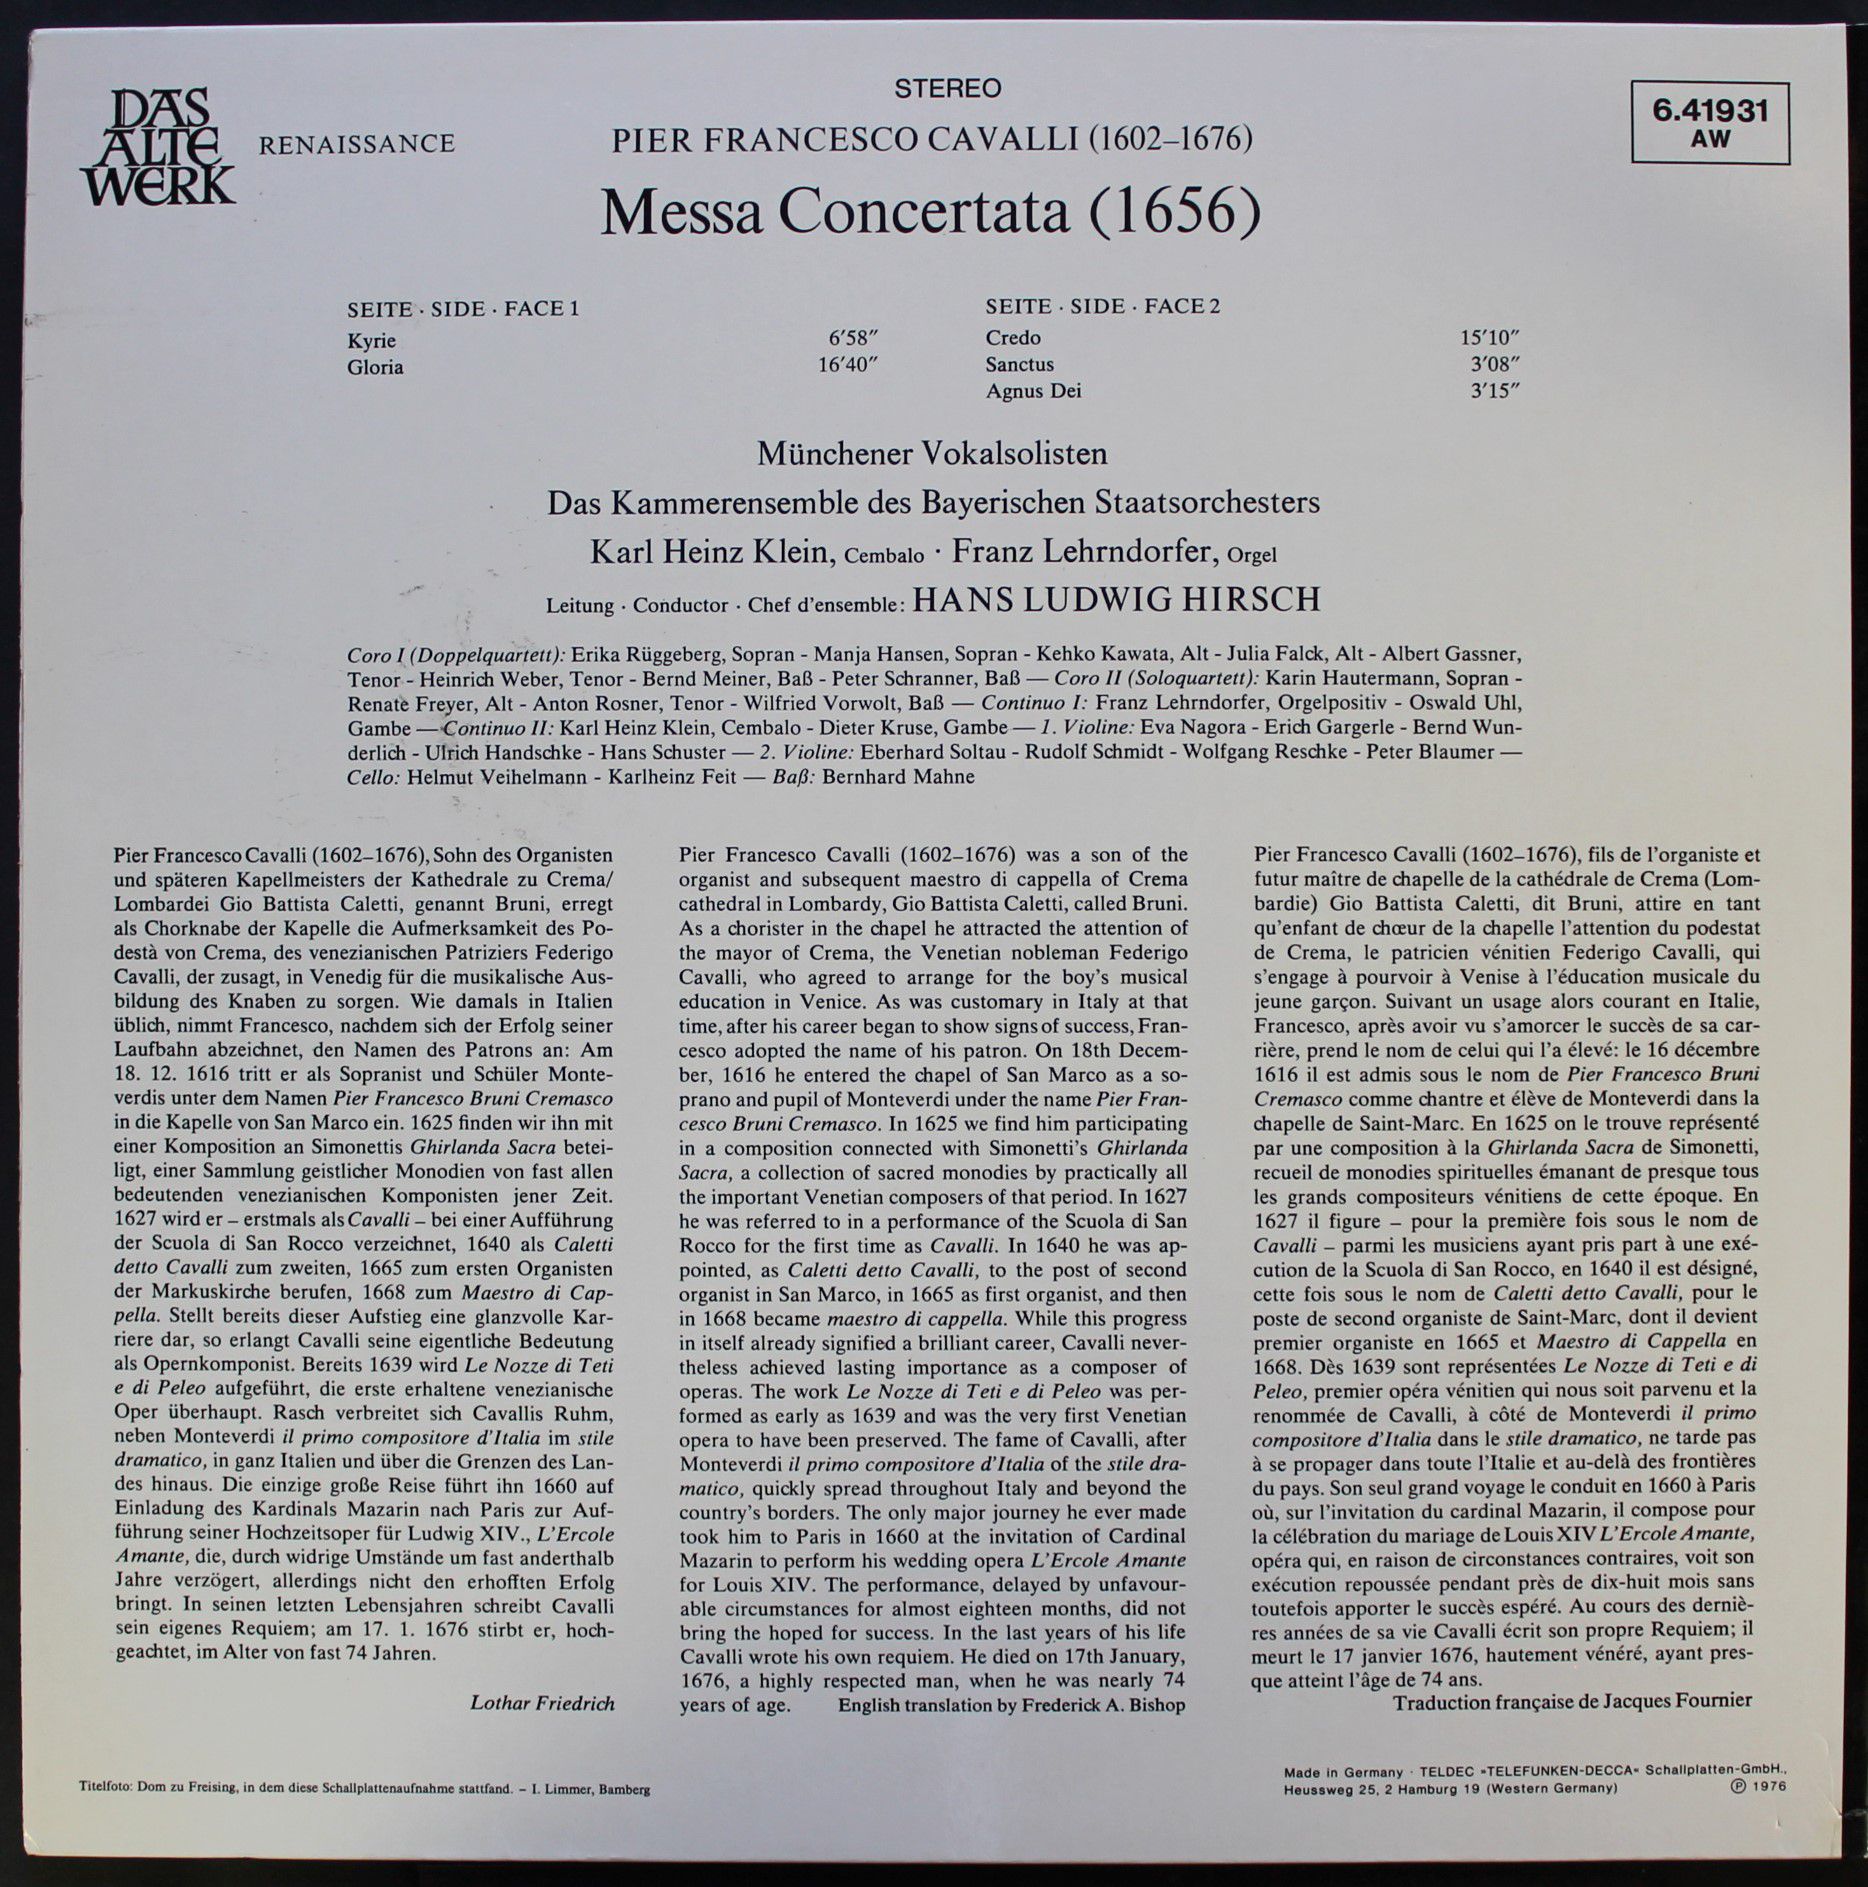 DAS
ALTE
WERK
RENAISSANCE
STEREO
PIER FRANCESCO CAVALLI (1602–1676)
Messa Concertata (1656)
6.41931
AW
SEITE · SIDE · FACE 1
Kyrie 6′58″
Gloria 16′40″
SEITE · SIDE · FACE 2
Credo 15′10″
Sanctus 3′08″
Agnus Dei 3′15″
Münchener Vokalsolisten
Das Kammerensemble des Bayerischen Staatsorchesters
Karl Heinz Klein, Cembalo · Franz Lehrndorfer, Orgel
Leitung · Conductor · Chef d'ensemble: HANS LUDWIG HIRSCH
Coro I (Doppelquartett): Erika Rüggeberg, Sopran - Manja Hansen, Sopran - Kehko Kawata, Alt - Julia Falck, Alt - Albert Gassner,
Tenor - Heinrich Weber, Tenor - Bernd Meiner, Baß - Peter Schranner, Baß — Coro II (Soloquartett): Karin Hautermann, Sopran -
Renate Freyer, Alt - Anton Rosner, Tenor - Wilfried Vorwolt, Baß — Continuo I: Franz Lehrndorfer, Orgelpositiv - Oswald Uhl,
Gambe — Continuo II: Karl Heinz Klein, Cembalo - Dieter Kruse, Gambe — 1. Violine: Eva Nagora - Erich Gargerle - Bernd Wun-
derlich - Ulrich Handschke - Hans Schuster — 2. Violine: Eberhard Soltau - Rudolf Schmidt - Wolfgang Reschke - Peter Blaumer —
Cello: Helmut Veihelmann - Karlheinz Feit — Baß: Bernhard Mahne
Pier Francesco Cavalli (1602–1676), Sohn des Organisten
und späteren Kapellmeisters der Kathedrale zu Crema/
Lombardei Gio Battista Caletti, genannt Bruni, erregt
als Chorknabe der Kapelle die Aufmerksamkeit des Po-
destà von Crema, des venezianischen Patriziers Federigo
Cavalli, der zusagt, in Venedig für die musikalische Aus-
bildung des Knaben zu sorgen. Wie damals in Italien
üblich, nimmt Francesco, nachdem sich der Erfolg seiner
Laufbahn abzeichnet, den Namen des Patrons an: Am
18. 12. 1616 tritt er als Sopranist und Schüler Monte-
verdis unter dem Namen Pier Francesco Bruni Cremasco
in die Kapelle von San Marco ein. 1625 finden wir ihn mit
einer Komposition an Simonettis Ghirlanda Sacra betei-
ligt, einer Sammlung geistlicher Monodien von fast allen
bedeutenden venezianischen Komponisten jener Zeit.
1627 wird er – erstmals als Cavalli – bei einer Aufführung
der Scuola di San Rocco verzeichnet, 1640 als Caletti
detto Cavalli zum zweiten, 1665 zum ersten Organisten
der Markuskirche berufen, 1668 zum Maestro di Cap-
pella. Stellt bereits dieser Aufstieg eine glanzvolle Kar-
riere dar, so erlangt Cavalli seine eigentliche Bedeutung
als Opernkomponist. Bereits 1639 wird Le Nozze di Teti
e di Peleo aufgeführt, die erste erhaltene venezianische
Oper überhaupt. Rasch verbreitet sich Cavallis Ruhm,
neben Monteverdi il primo compositore d'Italia im stile
dramatico, in ganz Italien und über die Grenzen des Lan-
des hinaus. Die einzige große Reise führt ihn 1660 auf
Einladung des Kardinals Mazarin nach Paris zur Auf-
führung seiner Hochzeitsoper für Ludwig XIV., L'Ercole
Amante, die, durch widrige Umstände um fast anderthalb
Jahre verzögert, allerdings nicht den erhofften Erfolg
bringt. In seinen letzten Lebensjahren schreibt Cavalli
sein eigenes Requiem; am 17. 1. 1676 stirbt er, hoch-
geachtet, im Alter von fast 74 Jahren.
Lothar Friedrich
Pier Francesco Cavalli (1602–1676) was a son of the
organist and subsequent maestro di cappella of Crema
cathedral in Lombardy, Gio Battista Caletti, called Bruni.
As a chorister in the chapel he attracted the attention of
the mayor of Crema, the Venetian nobleman Federigo
Cavalli, who agreed to arrange for the boy's musical
education in Venice. As was customary in Italy at that
time, after his career began to show signs of success, Fran-
cesco adopted the name of his patron. On 18th Decem-
ber, 1616 he entered the chapel of San Marco as a so-
prano and pupil of Monteverdi under the name Pier Fran-
cesco Bruni Cremasco. In 1625 we find him participating
in a composition connected with Simonetti's Ghirlanda
Sacra, a collection of sacred monodies by practically all
the important Venetian composers of that period. In 1627
he was referred to in a performance of the Scuola di San
Rocco for the first time as Cavalli. In 1640 he was ap-
pointed, as Caletti detto Cavalli, to the post of second
organist in San Marco, in 1665 as first organist, and then
in 1668 became maestro di cappella. While this progress
in itself already signified a brilliant career, Cavalli never-
theless achieved lasting importance as a composer of
operas. The work Le Nozze di Teti e di Peleo was per-
formed as early as 1639 and was the very first Venetian
opera to have been preserved. The fame of Cavalli, after
Monteverdi il primo compositore d'Italia of the stile dra-
matico, quickly spread throughout Italy and beyond the
country's borders. The only major journey he ever made
took him to Paris in 1660 at the invitation of Cardinal
Mazarin to perform his wedding opera L'Ercole Amante
for Louis XIV. The performance, delayed by unfavour-
able circumstances for almost eighteen months, did not
bring the hoped for success. In the last years of his life
Cavalli wrote his own requiem. He died on 17th January,
1676, a highly respected man, when he was nearly 74
years of age. English translation by Frederick A. Bishop
Pier Francesco Cavalli (1602–1676), fils de l'organiste et
futur maître de chapelle de la cathédrale de Crema (Lom-
bardie) Gio Battista Caletti, dit Bruni, attire en tant
qu'enfant de chœur de la chapelle l'attention du podestat
de Crema, le patricien vénitien Federigo Cavalli, qui
s'engage à pourvoir à Venise à l'éducation musicale du
jeune garçon. Suivant un usage alors courant en Italie,
Francesco, après avoir vu s'amorcer le succès de sa car-
rière, prend le nom de celui qui l'a élevé: le 16 décembre
1616 il est admis sous le nom de Pier Francesco Bruni
Cremasco comme chantre et élève de Monteverdi dans la
chapelle de Saint-Marc. En 1625 on le trouve représenté
par une composition à la Ghirlanda Sacra de Simonetti,
recueil de monodies spirituelles émanant de presque tous
les grands compositeurs vénitiens de cette époque. En
1627 il figure – pour la première fois sous le nom de
Cavalli – parmi les musiciens ayant pris part à une exé-
cution de la Scuola di San Rocco, en 1640 il est désigné,
cette fois sous le nom de Caletti detto Cavalli, pour le
poste de second organiste de Saint-Marc, dont il devient
premier organiste en 1665 et Maestro di Cappella en
1668. Dès 1639 sont représentées Le Nozze di Teti e di
Peleo, premier opéra vénitien qui nous soit parvenu et la
renommée de Cavalli, à côté de Monteverdi il primo
compositore d'Italia dans le stile dramatico, ne tarde pas
à se propager dans toute l'Italie et au-delà des frontières
du pays. Son seul grand voyage le conduit en 1660 à Paris
où, sur l'invitation du cardinal Mazarin, il compose pour
la célébration du mariage de Louis XIV L'Ercole Amante,
opéra qui, en raison de circonstances contraires, voit son
exécution repoussée pendant près de dix-huit mois sans
toutefois apporter le succès espéré. Au cours des derniè-
res années de sa vie Cavalli écrit son propre Requiem; il
meurt le 17 janvier 1676, hautement vénéré, ayant pres-
que atteint l'âge de 74 ans.
Traduction française de Jacques Fournier
Titelfoto: Dom zu Freising, in dem diese Schallplattenaufnahme stattfand. – I. Limmer, Bamberg
Made in Germany · TELDEC »TELEFUNKEN-DECCA« Schallplatten-GmbH.,
Heussweg 25, 2 Hamburg 19 (Western Germany) ℗ 1976